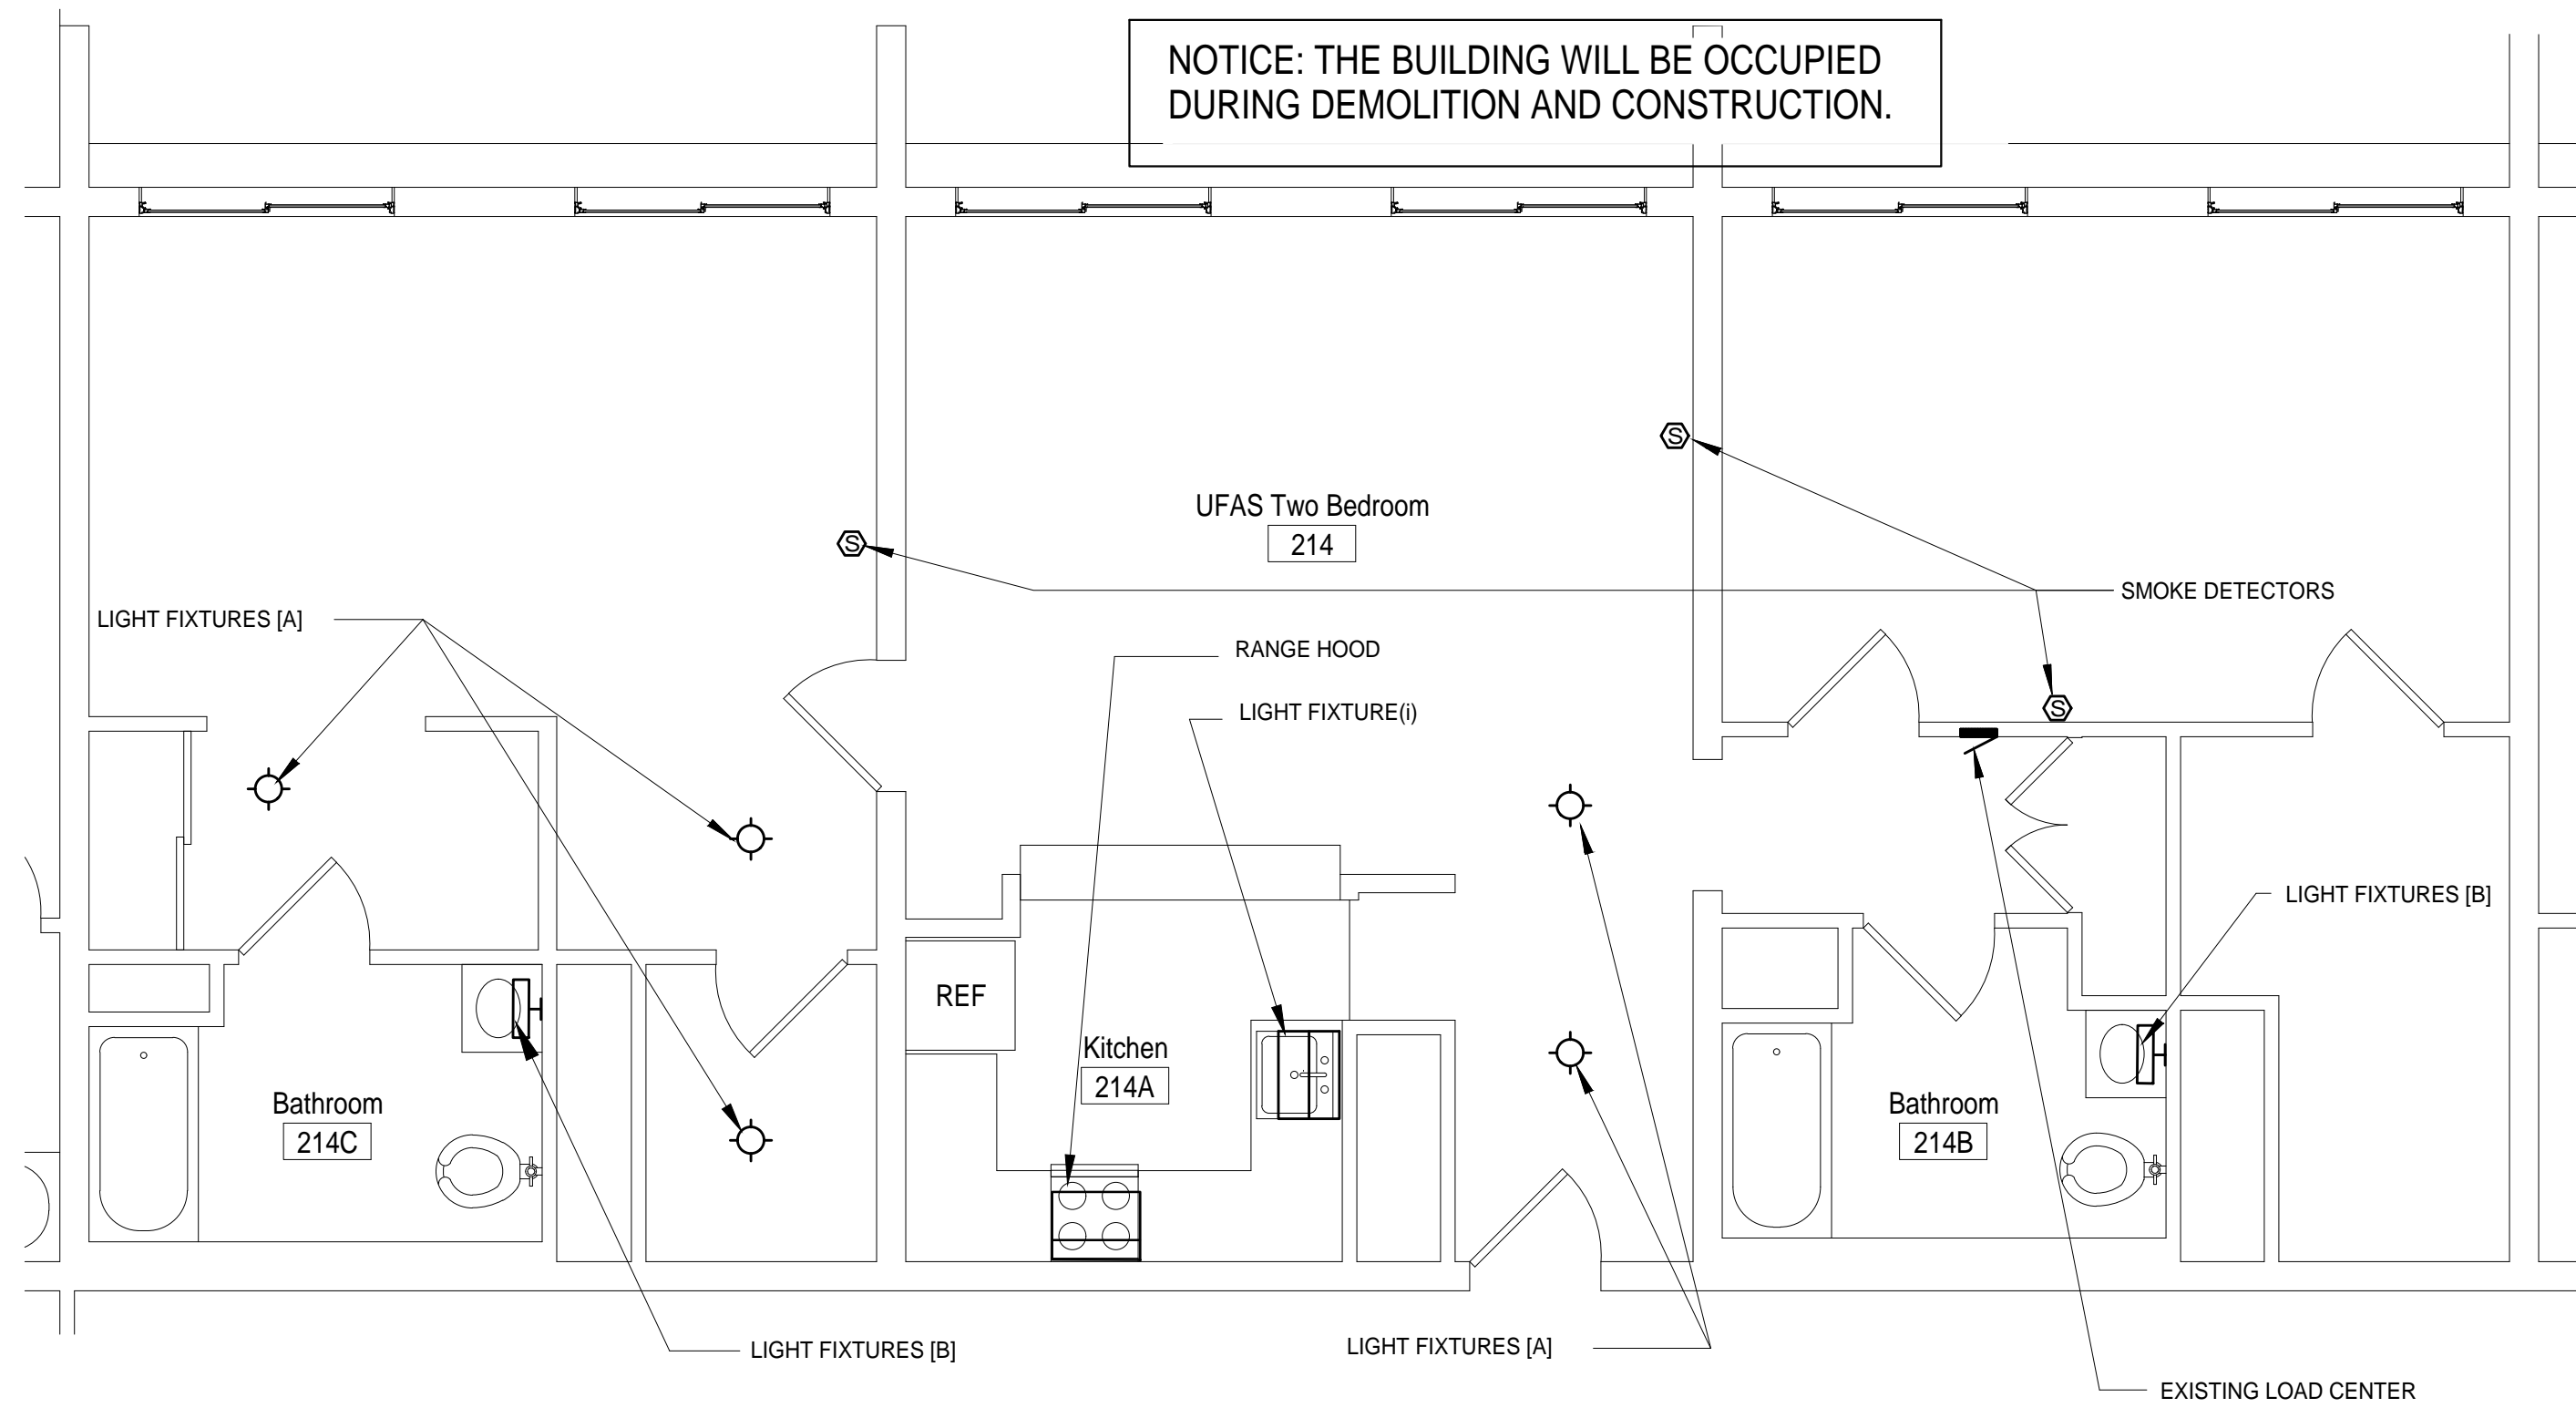 NOTICE: THE BUILDING WILL BE OCCUPIED
DURING DEMOLITION AND CONSTRUCTION.
S
UFAS Two Bedroom
214
S
SMOKE DETECTORS
LIGHT FIXTURES [A]
RANGE HOOD
LIGHT FIXTURE(i)
S
LIGHT FIXTURES [B]
REF
Kitchen
214A
Bathroom
214C
Bathroom
214B
LIGHT FIXTURES [B]
LIGHT FIXTURES [A]
EXISTING LOAD CENTER